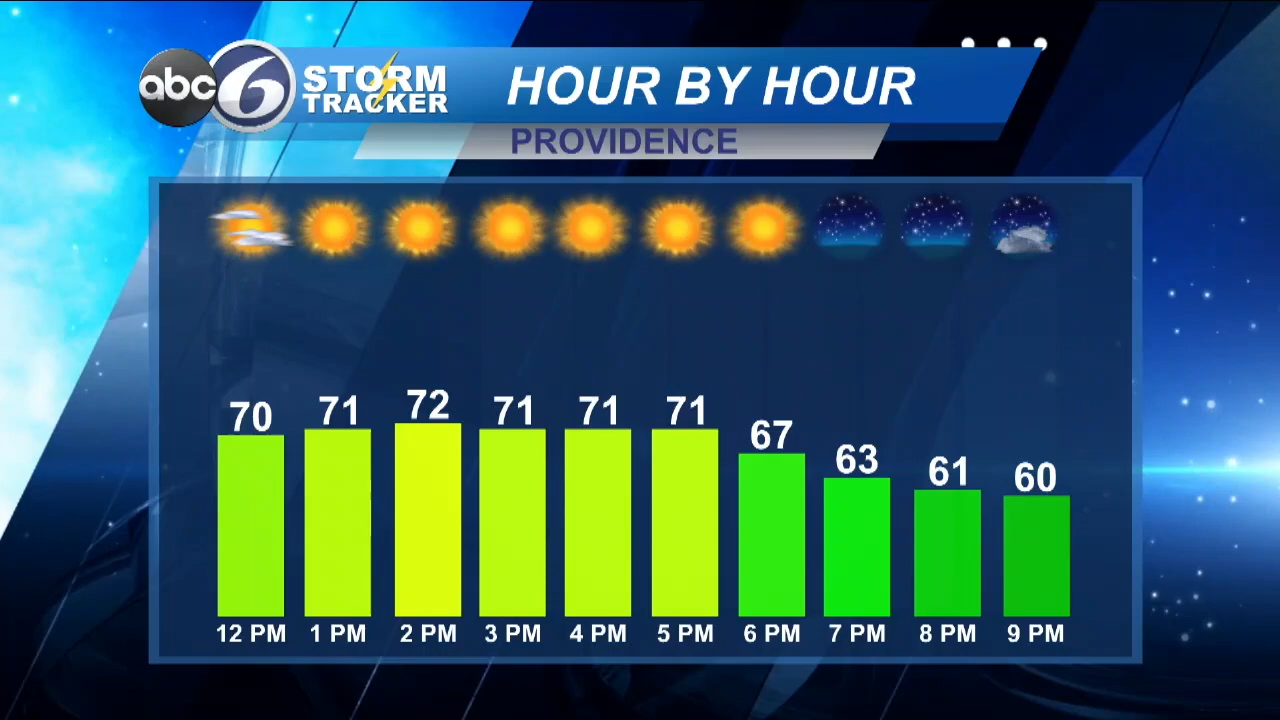 abc 6 STORM TRACKER HOUR BY HOUR
PROVIDENCE
70 71 72 71 71 71 67 63 61 60
12 PM 1 PM 2 PM 3 PM 4 PM 5 PM 6 PM 7 PM 8 PM 9 PM